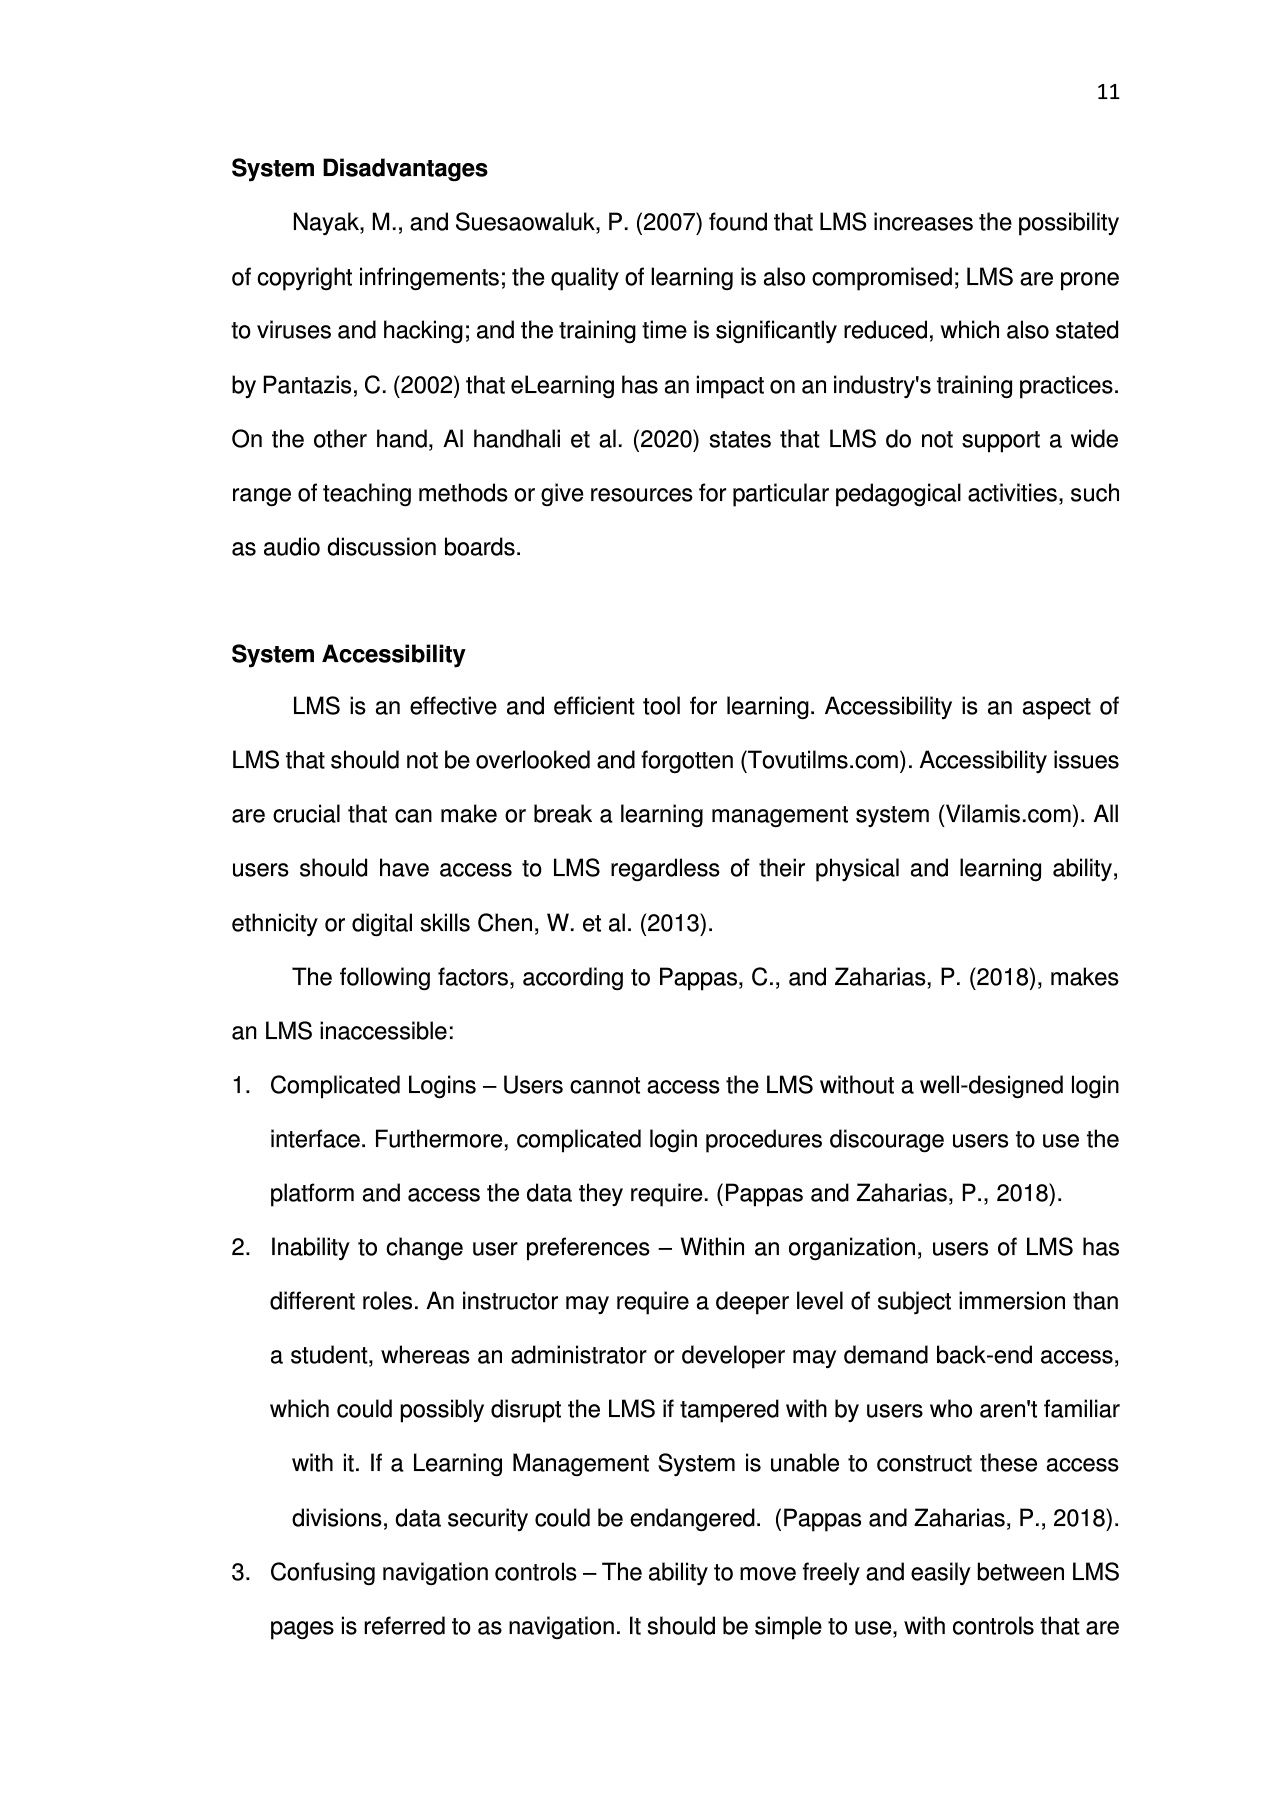 11
System Disadvantages
Nayak, M., and Suesaowaluk, P. (2007) found that LMS increases the possibility
of copyright infringements; the quality of learning is also compromised; LMS are prone
to viruses and hacking; and the training time is significantly reduced, which also stated
by Pantazis, C. (2002) that eLearning has an impact on an industry's training practices.
On the other hand, Al handhali et al. (2020) states that LMS do not support a wide
range of teaching methods or give resources for particular pedagogical activities, such
as audio discussion boards.
System Accessibility
LMS is an effective and efficient tool for learning. Accessibility is an aspect of
LMS that should not be overlooked and forgotten (Tovutilms.com). Accessibility issues
are crucial that can make or break a learning management system (Vilamis.com). All
users should have access to LMS regardless of their physical and learning ability,
ethnicity or digital skills Chen, W. et al. (2013).
The following factors, according to Pappas, C., and Zaharias, P. (2018), makes
an LMS inaccessible:
1. Complicated Logins – Users cannot access the LMS without a well-designed login
interface. Furthermore, complicated login procedures discourage users to use the
platform and access the data they require. (Pappas and Zaharias, P., 2018).
2. Inability to change user preferences – Within an organization, users of LMS has
different roles. An instructor may require a deeper level of subject immersion than
a student, whereas an administrator or developer may demand back-end access,
which could possibly disrupt the LMS if tampered with by users who aren't familiar
with it. If a Learning Management System is unable to construct these access
divisions, data security could be endangered.  (Pappas and Zaharias, P., 2018).
3. Confusing navigation controls – The ability to move freely and easily between LMS
pages is referred to as navigation. It should be simple to use, with controls that are